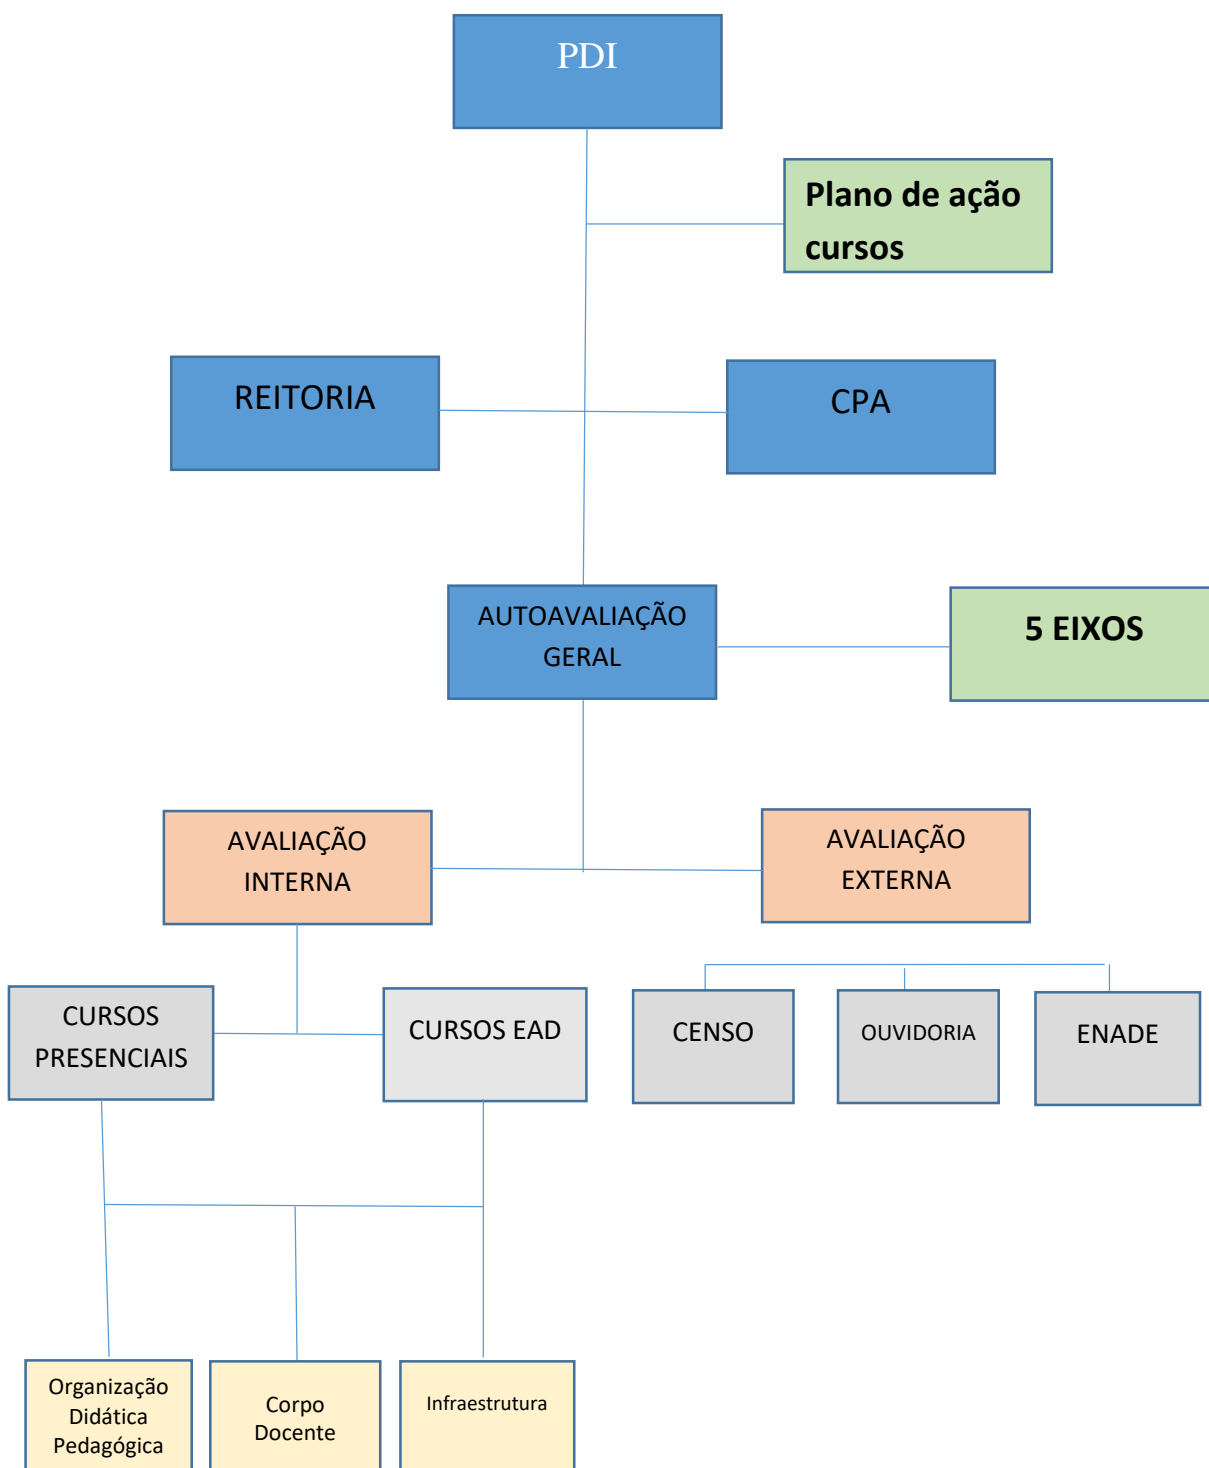 PDI
Plano de ação
cursos
REITORIA
CPA
AUTOAVALIAÇÃO
GERAL
5 EIXOS
AVALIAÇÃO
INTERNA
AVALIAÇÃO
EXTERNA
CURSOS
PRESENCIAIS
CURSOS EAD
CENSO
OUVIDORIA
ENADE
Organização
Didática
Pedagógica
Corpo
Docente
Infraestrutura